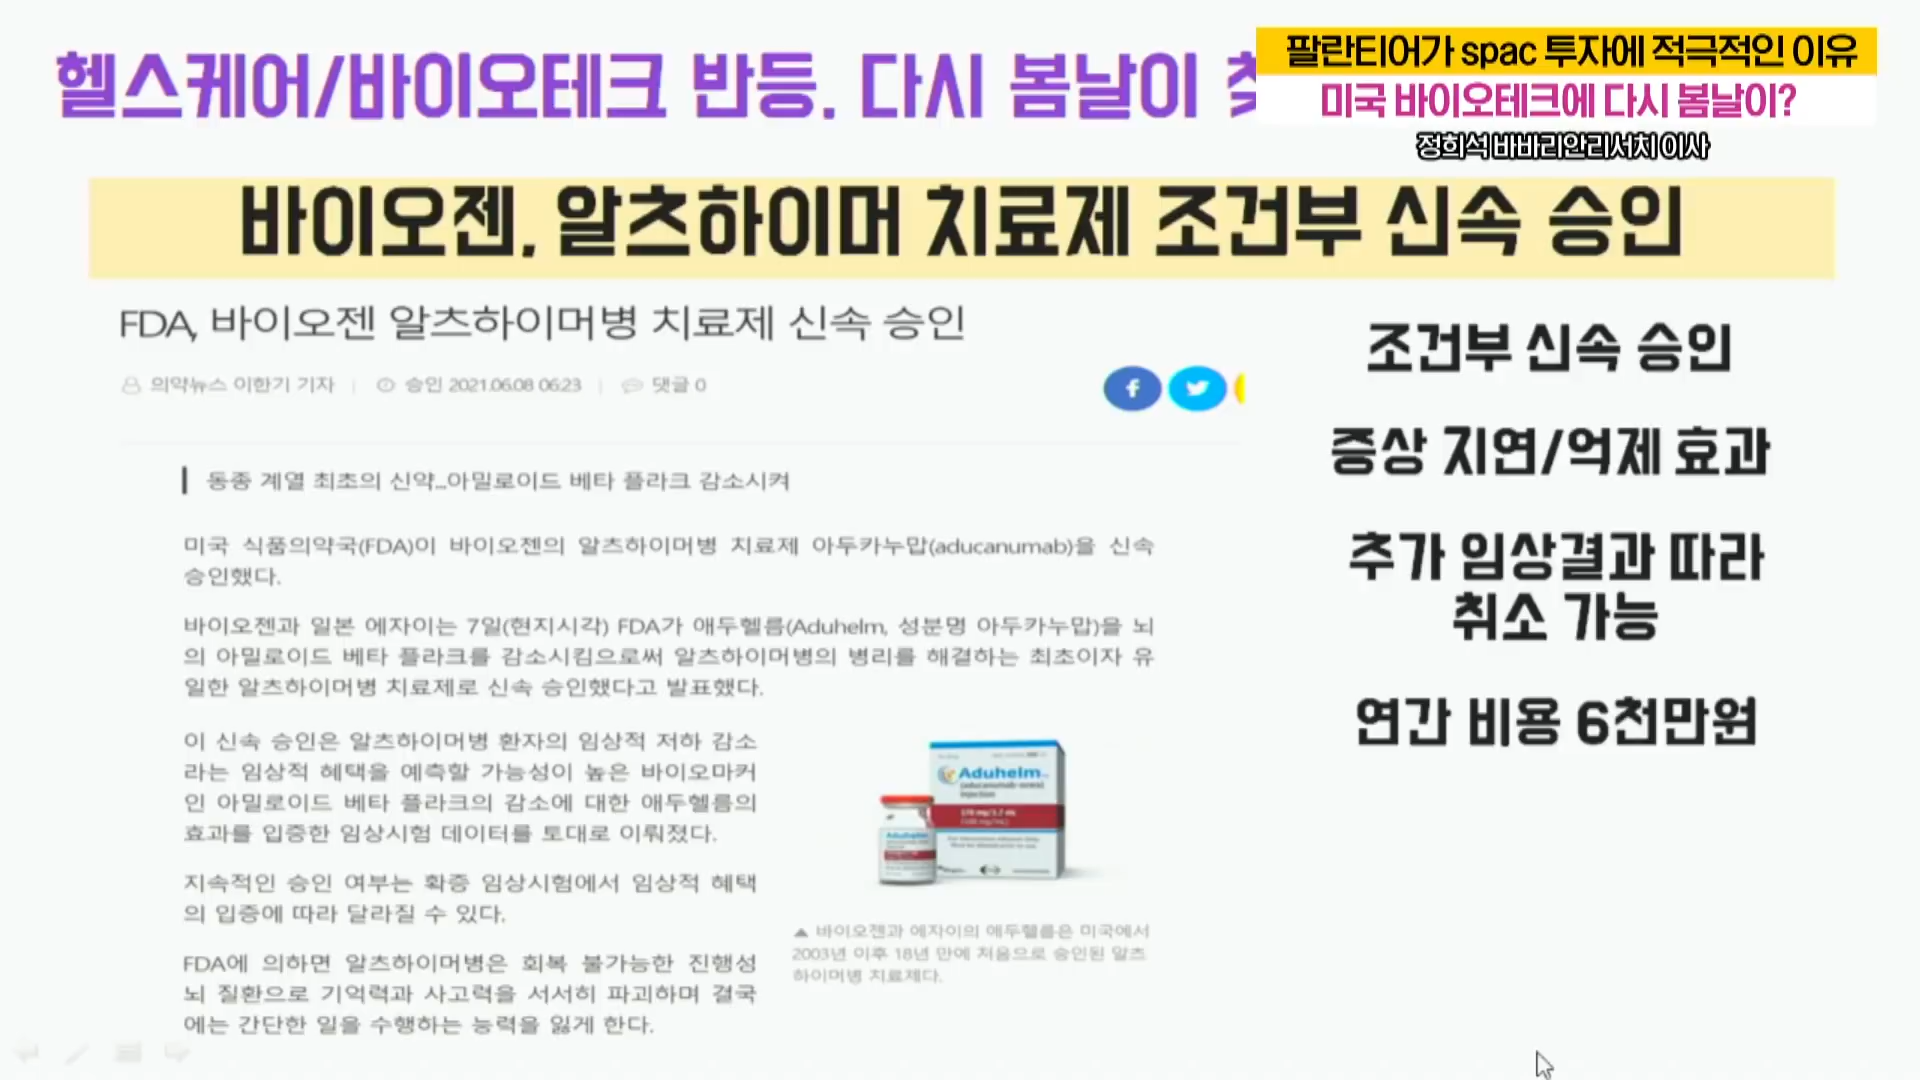 헬스케어/바이오테크 반등, 다시 봄날이
팔란티어가 spac 투자에 적극적인 이유
미국 바이오테크에 다시 봄날이?
정희석 바바리안리서치 이사
바이오젠, 알츠하이머 치료제 조건부 신속 승인
FDA, 바이오젠 알츠하이머병 치료제 신속 승인
의약뉴스 이한기 기자 | 승인 2021.06.08 06:23 | 댓글 0
동종 계열 최초의 신약...아밀로이드 베타 플라크 감소시켜
미국 식품의약국(FDA)이 바이오젠의 알츠하이머병 치료제 아두카누맙(aducanumab)을 신속
승인했다.
바이오젠과 일본 에자이는 7일(현지시각) FDA가 애두헬름(Aduhelm, 성분명 아두카누맙)을 뇌
의 아밀로이드 베타 플라크를 감소시킴으로써 알츠하이머병의 병리를 해결하는 최초이자 유
일한 알츠하이머병 치료제로 신속 승인했다고 발표했다.
이 신속 승인은 알츠하이머병 환자의 임상적 저하 감소
라는 임상적 혜택을 예측할 가능성이 높은 바이오마커
인 아밀로이드 베타 플라크의 감소에 대한 애두헬름의
효과를 입증한 임상시험 데이터를 토대로 이뤄졌다.
지속적인 승인 여부는 확증 임상시험에서 임상적 혜택
의 입증에 따라 달라질 수 있다.
FDA에 의하면 알츠하이머병은 회복 불가능한 진행성
뇌 질환으로 기억력과 사고력을 서서히 파괴하며 결국
에는 간단한 일을 수행하는 능력을 잃게 한다.
Aduhelm
Aduhelm
▲ 바이오젠과 에자이의 애두헬름은 미국에서
2003년 이후 18년 만에 처음으로 승인된 알츠
하이머병 치료제다.
조건부 신속 승인
증상 지연/억제 효과
추가 임상결과 따라
취소 가능
연간 비용 6천만원